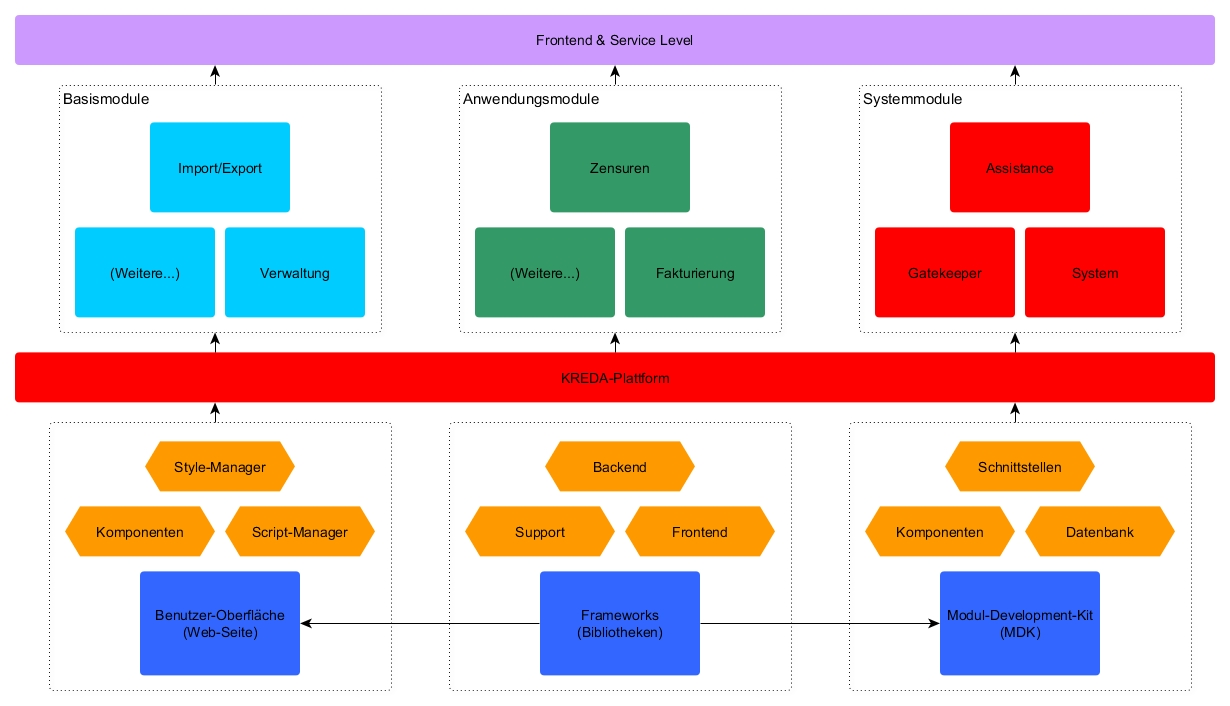 Frontend & Service Level
Basismodule
Import/Export
(Weitere...)
Verwaltung
Anwendungsmodule
Zensuren
(Weitere...)
Fakturierung
Systemmodule
Assistance
Gatekeeper
System
KREDA-Plattform
Style-Manager
Komponenten
Script-Manager
Benutzer-Oberfläche
(Web-Seite)
Backend
Support
Frontend
Frameworks
(Bibliotheken)
Schnittstellen
Komponenten
Datenbank
Modul-Development-Kit
(MDK)